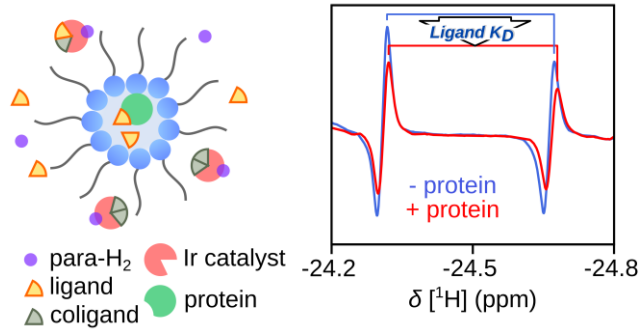 para-H₂
ligand
coligand
Ir catalyst
protein
Ligand K_D
- protein
+ protein
-24.2
-24.5
-24.8
δ [¹H] (ppm)